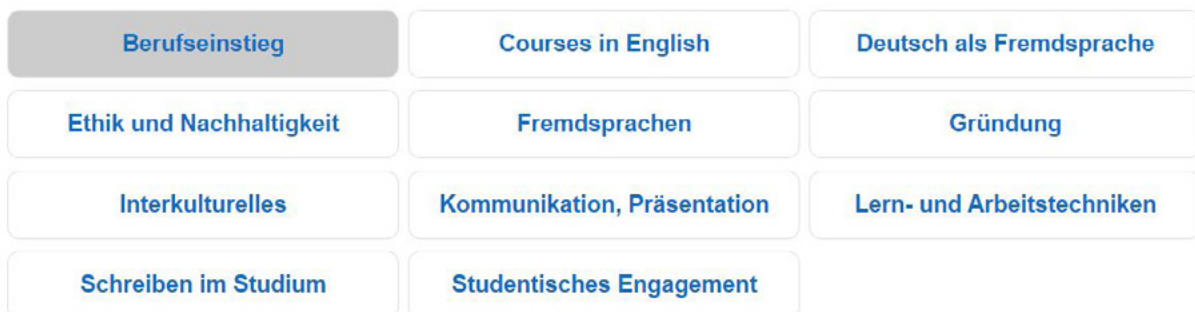 Berufseinstieg
Courses in English
Deutsch als Fremdsprache
Ethik und Nachhaltigkeit
Fremdsprachen
Gründung
Interkulturelles
Kommunikation, Präsentation
Lern- und Arbeitstechniken
Schreiben im Studium
Studentisches Engagement